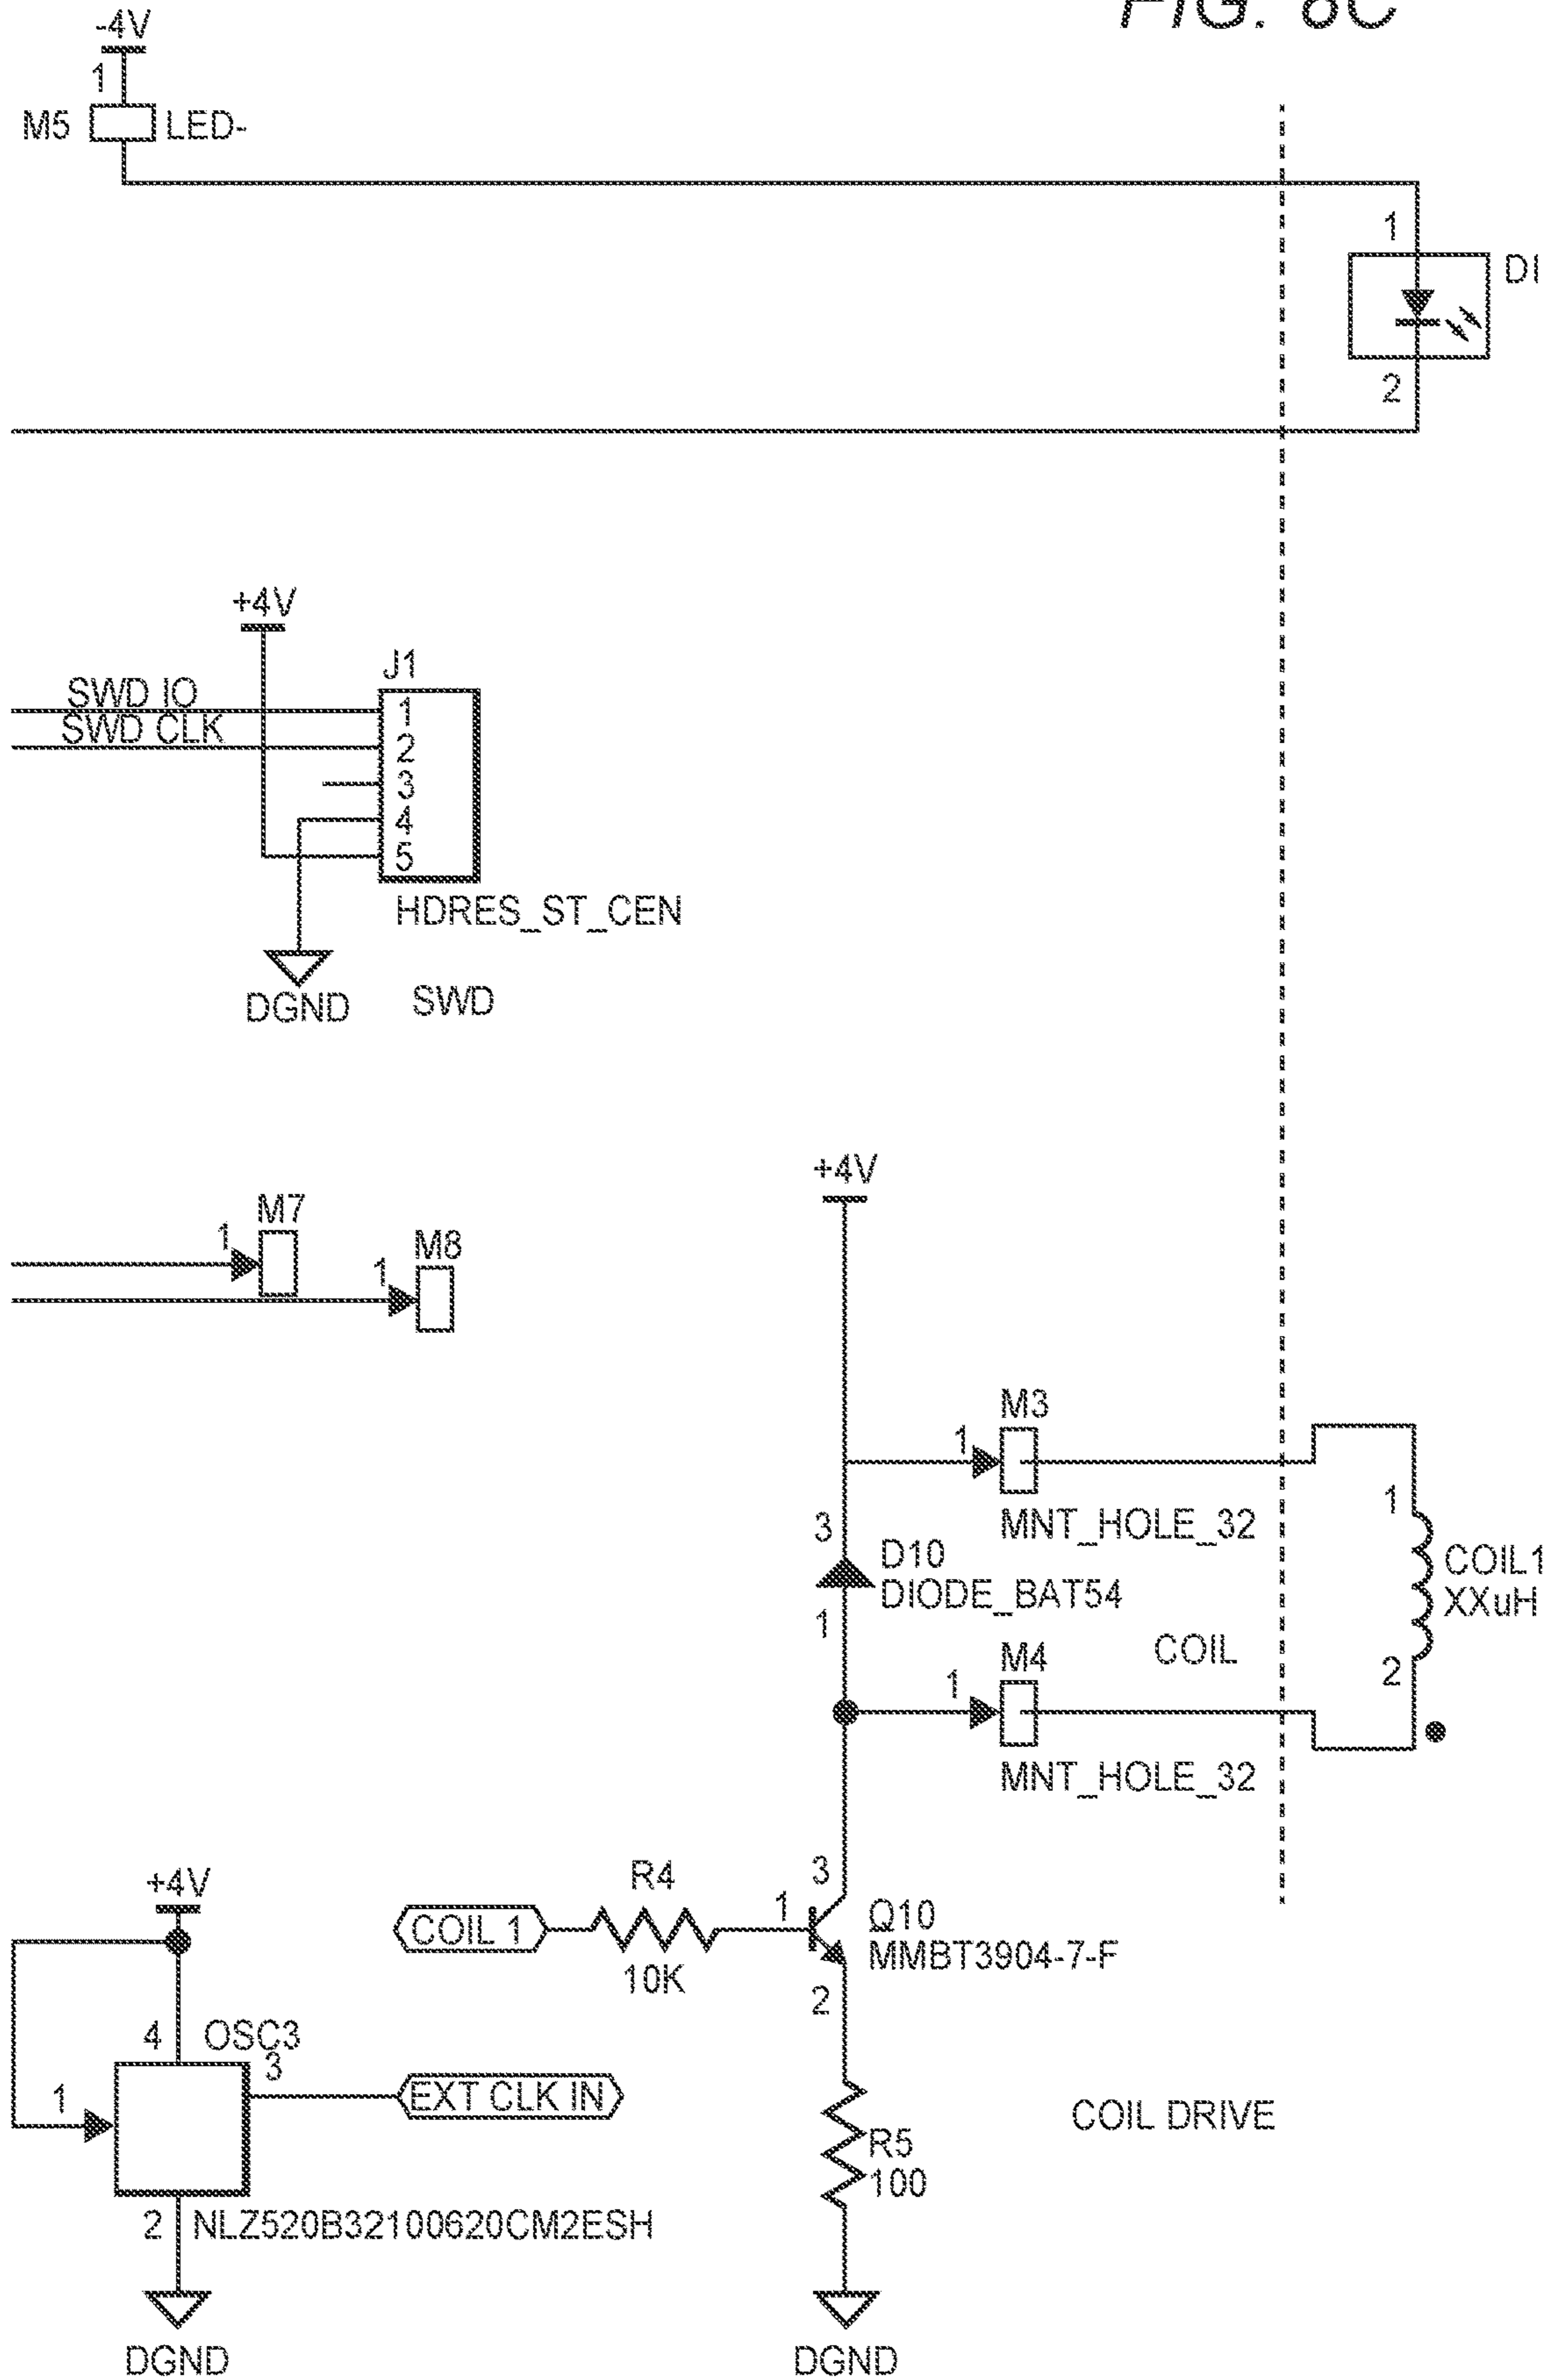 FIG. 8C
-4V
1
M5
LED-
1
DI
2
+4V
J1
SWD IO
SWD CLK
1
2
3
4
5
HDRES_ST_CEN
DGND
SWD
+4V
M7
1
M8
1
M3
1
MNT_HOLE_32
1
3
D10
DIODE_BAT54
COIL1
XXuH
1
COIL
M4
1
2
MNT_HOLE_32
+4V
R4
3
COIL 1
1
Q10
MMBT3904-7-F
10K
2
4
OSC3
3
1
EXT CLK IN
COIL DRIVE
R5
100
2
NLZ520B32100620CM2ESH
DGND
DGND